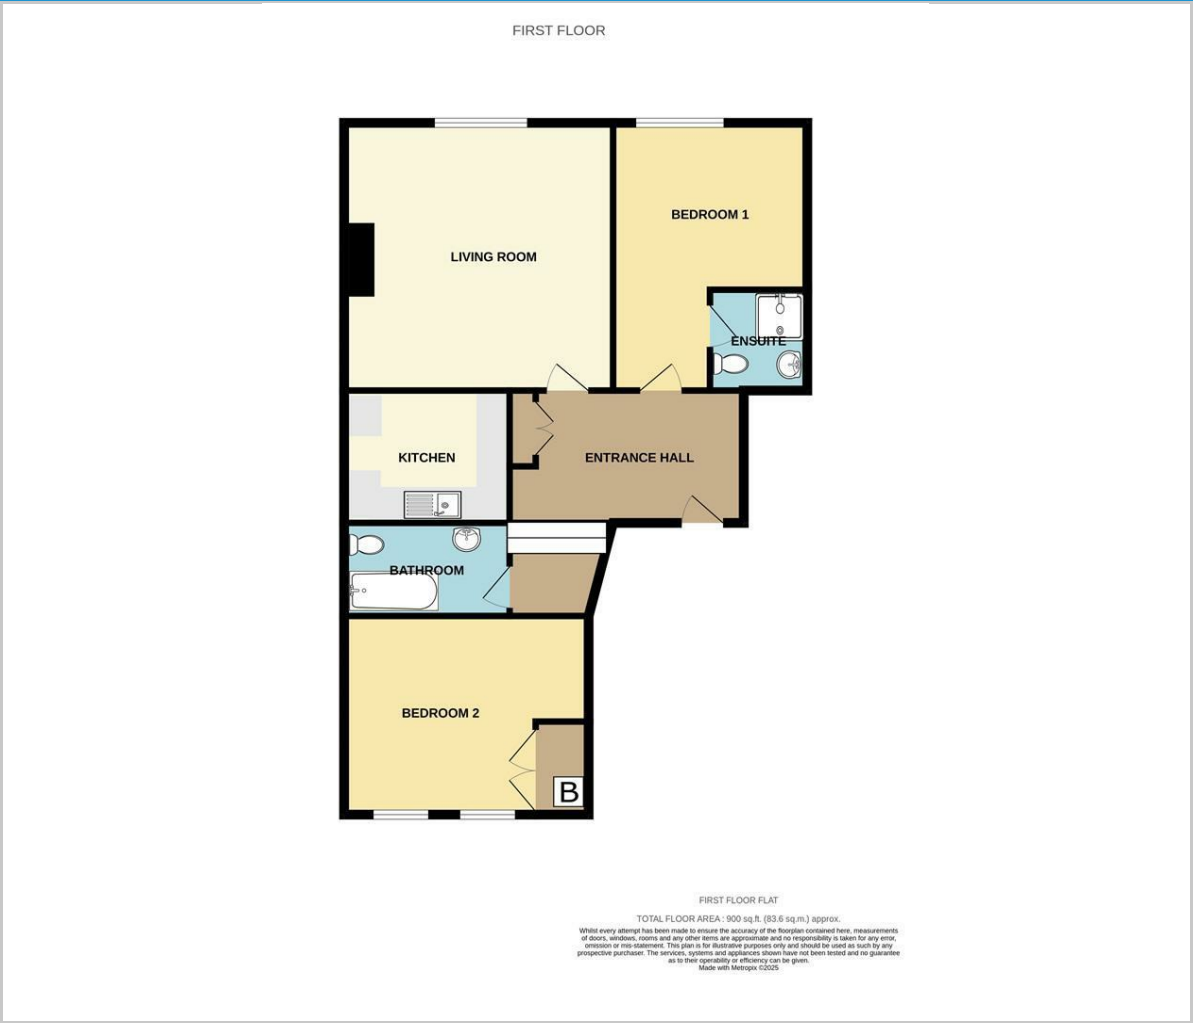 FIRST FLOOR
LIVING ROOM
BEDROOM 1
ENSUITE
KITCHEN
ENTRANCE HALL
BATHROOM
BEDROOM 2
B
FIRST FLOOR FLAT
TOTAL FLOOR AREA : 900 sq.ft. (83.6 sq.m.) approx.
Whilst every attempt has been made to ensure the accuracy of the floorplan contained here, measurements
of doors, windows, rooms and any other items are approximate and no responsibility is taken for any error,
omission or mis-statement. This plan is for illustrative purposes only and should be used as such by any
prospective purchaser. The services, systems and appliances shown have not been tested and no guarantee
as to their operability or efficiency can be given.
Made with Metropix ©2025